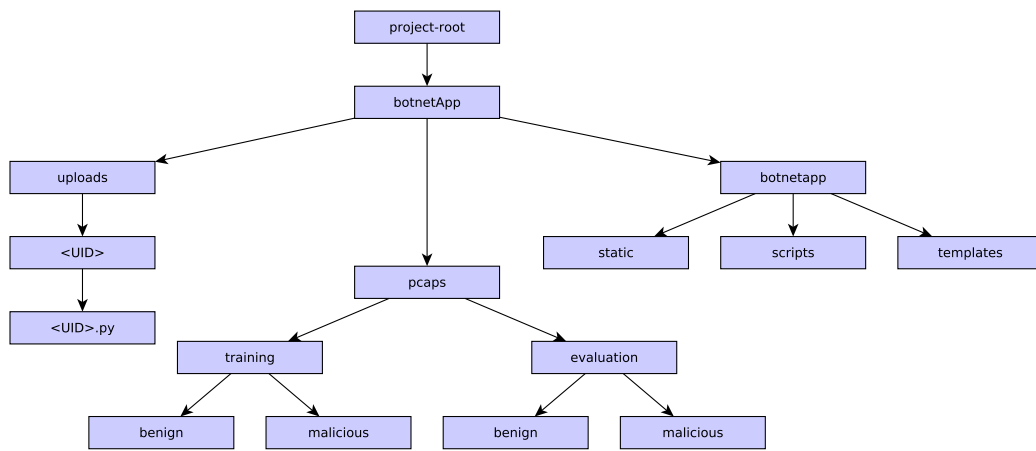 project-root
botnetApp
uploads
botnetapp
<UID>
static
scripts
templates
pcaps
<UID>.py
training
evaluation
benign
malicious
benign
malicious